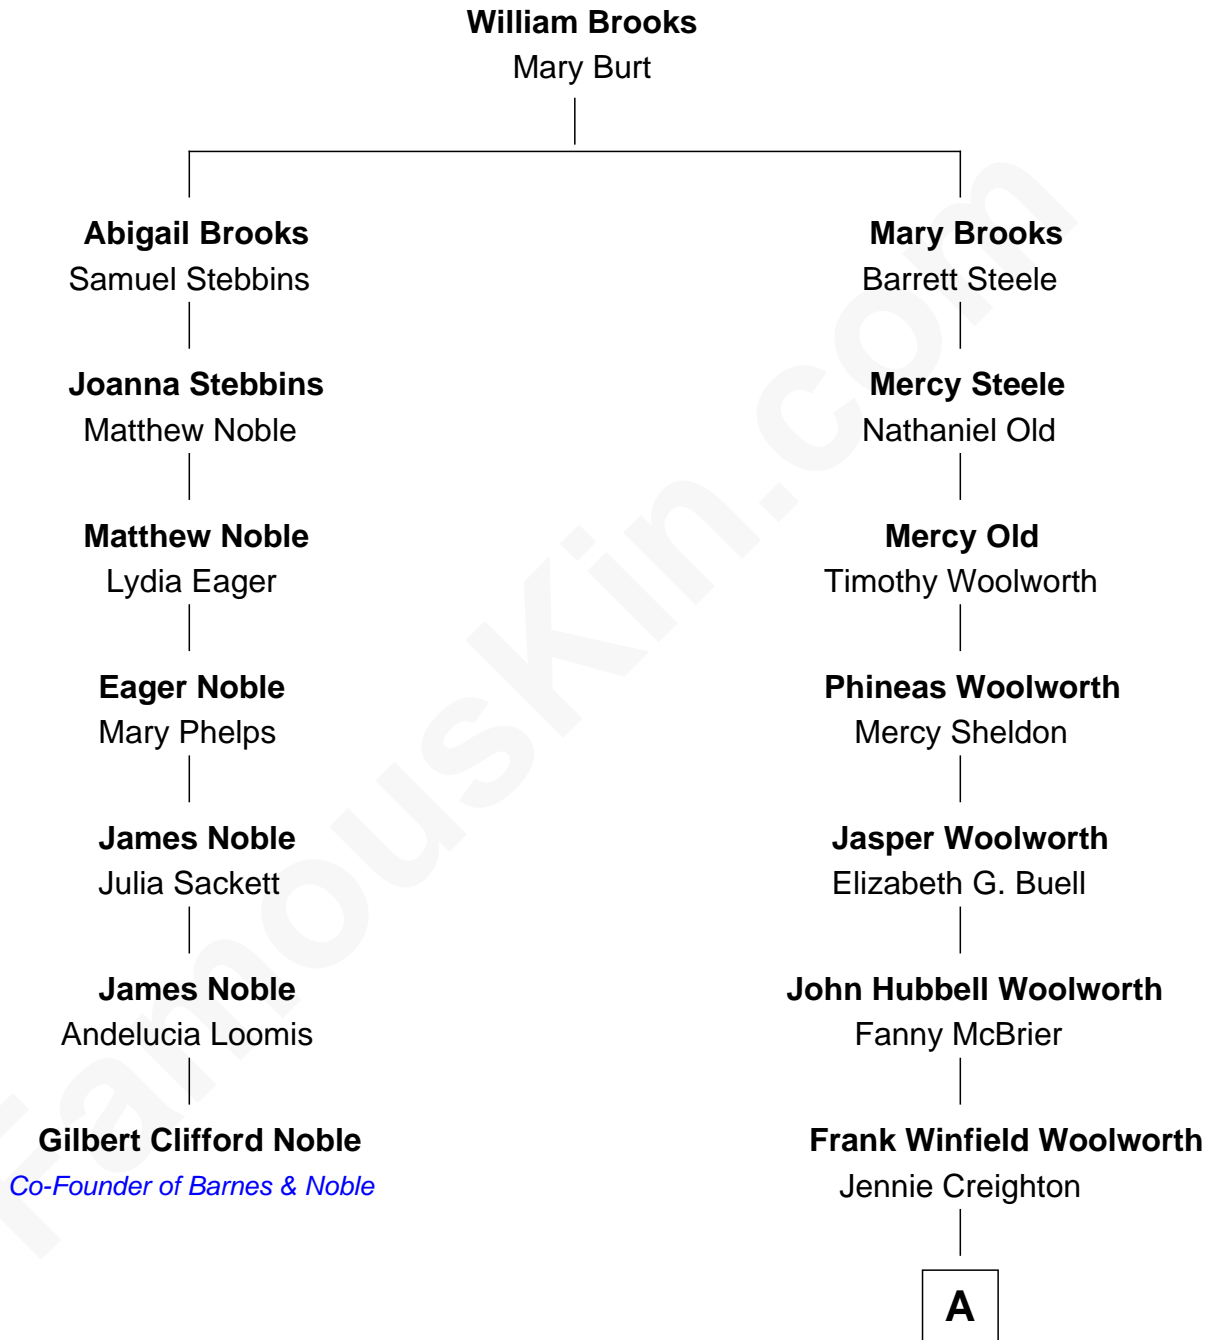 William Brooks
Mary Burt
Abigail Brooks
Samuel Stebbins
Joanna Stebbins
Matthew Noble
Matthew Noble
Lydia Eager
Eager Noble
Mary Phelps
James Noble
Julia Sackett
James Noble
Andelucia Loomis
Gilbert Clifford Noble
Co-Founder of Barnes & Noble
Mary Brooks
Barrett Steele
Mercy Steele
Nathaniel Old
Mercy Old
Timothy Woolworth
Phineas Woolworth
Mercy Sheldon
Jasper Woolworth
Elizabeth G. Buell
John Hubbell Woolworth
Fanny McBrier
Frank Winfield Woolworth
Jennie Creighton
A
FamousKin.com